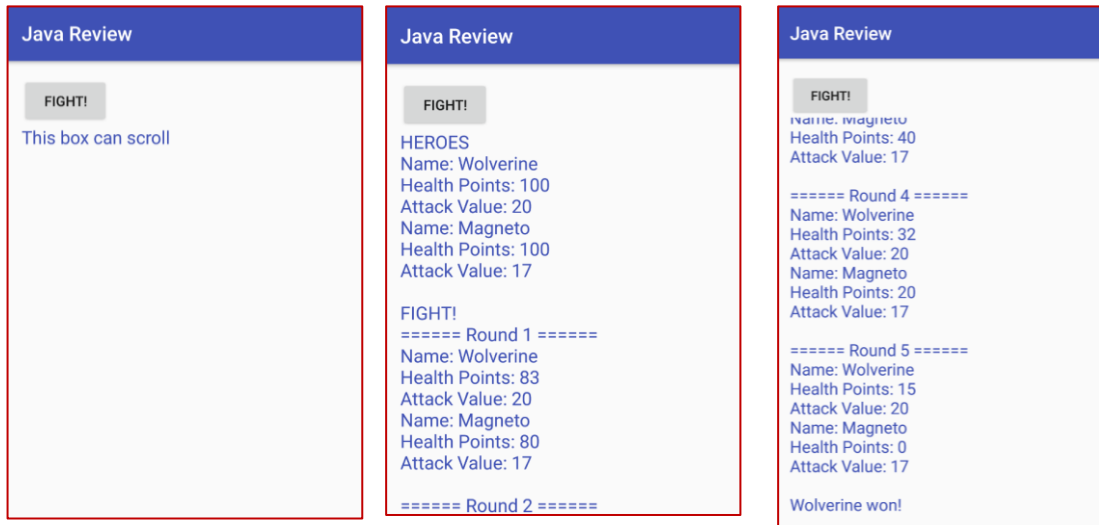 Java Review
FIGHT!
This box can scroll
Java Review
FIGHT!
HEROES
Name: Wolverine
Health Points: 100
Attack Value: 20
Name: Magneto
Health Points: 100
Attack Value: 17
FIGHT!
====== Round 1 ======
Name: Wolverine
Health Points: 83
Attack Value: 20
Name: Magneto
Health Points: 80
Attack Value: 17
====== Round 2 ======
Java Review
FIGHT!
Name: Magneto
Health Points: 40
Attack Value: 17
====== Round 4 ======
Name: Wolverine
Health Points: 32
Attack Value: 20
Name: Magneto
Health Points: 20
Attack Value: 17
====== Round 5 ======
Name: Wolverine
Health Points: 15
Attack Value: 20
Name: Magneto
Health Points: 0
Attack Value: 17
Wolverine won!